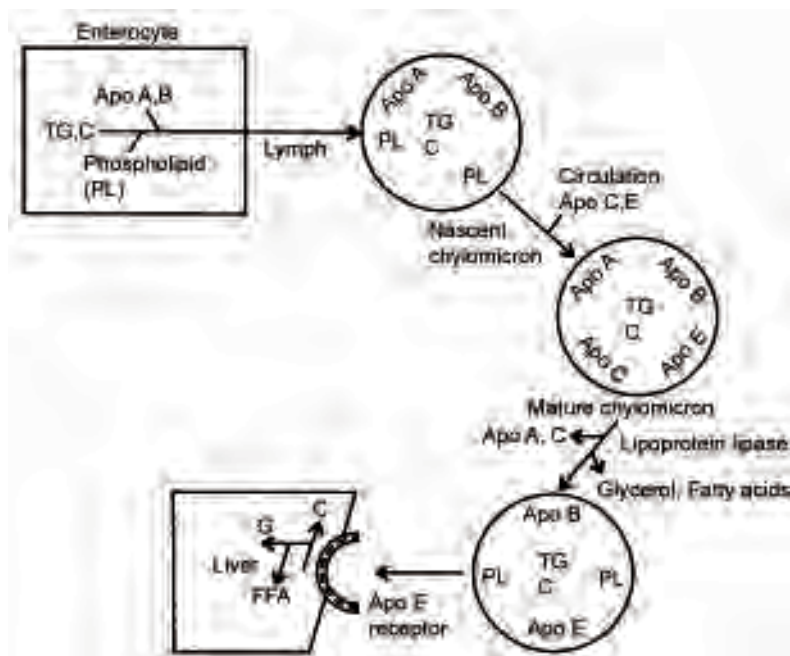 Enterocyte
Apo A,B
TG,C
Phospholipid
(PL)
Lymph
Apo A
Apo B
PL
TG
C
PL
Nascent
chylomicron
Circulation
Apo C,E
Apo A
Apo B
TG
C
Apo C
Apo E
Mature chylomicron
Apo A, C
Lipoprotein lipase
Glycerol, Fatty acids
Apo B
PL
TG
C
PL
Apo E
Apo E
receptor
C
G
Liver
FFA